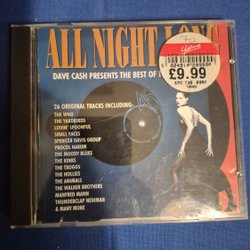 ALL NIGHT LONG
DAVE CASH PRESENTS THE BEST OF
£9.99
26 ORIGINAL TRACKS INCLUDING:
THE WHO
THE YARDBIRDS
LOVIN' SPOONFUL
SMALL FACES
SPENCER DAVIS GROUP
PROCOL HARUM
THE MOODY BLUES
THE KINKS
THE TROGGS
THE HOLLIES
THE ANIMALS
THE WALKER BROTHERS
MANFRED MANN
THUNDERCLAP NEWMAN
& MANY MORE